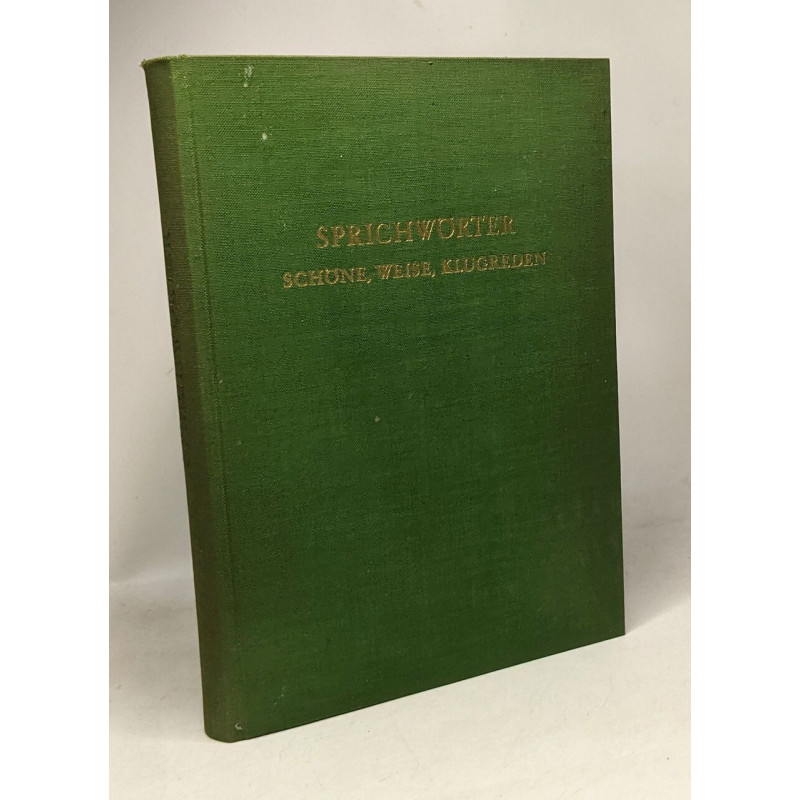 SPRICHWÖRTER
SCHÖNE, WEISE, KLUGREDEN